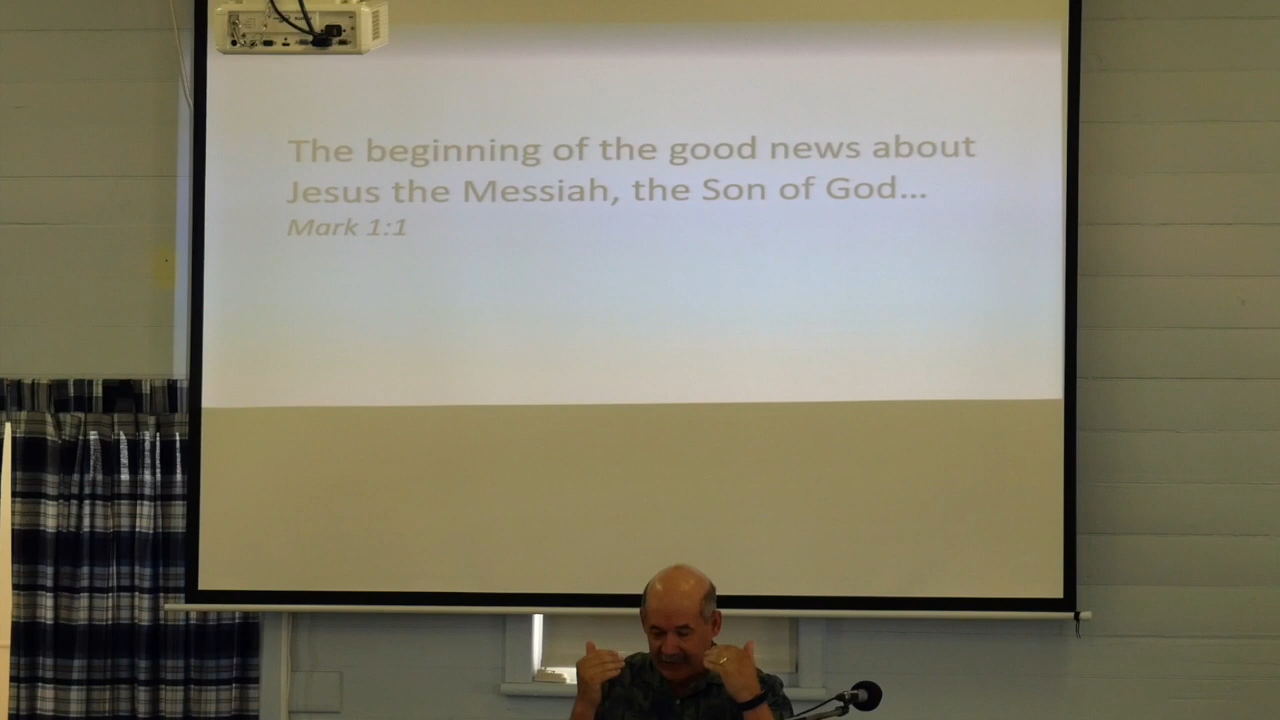 The beginning of the good news about
Jesus the Messiah, the Son of God...
Mark 1:1